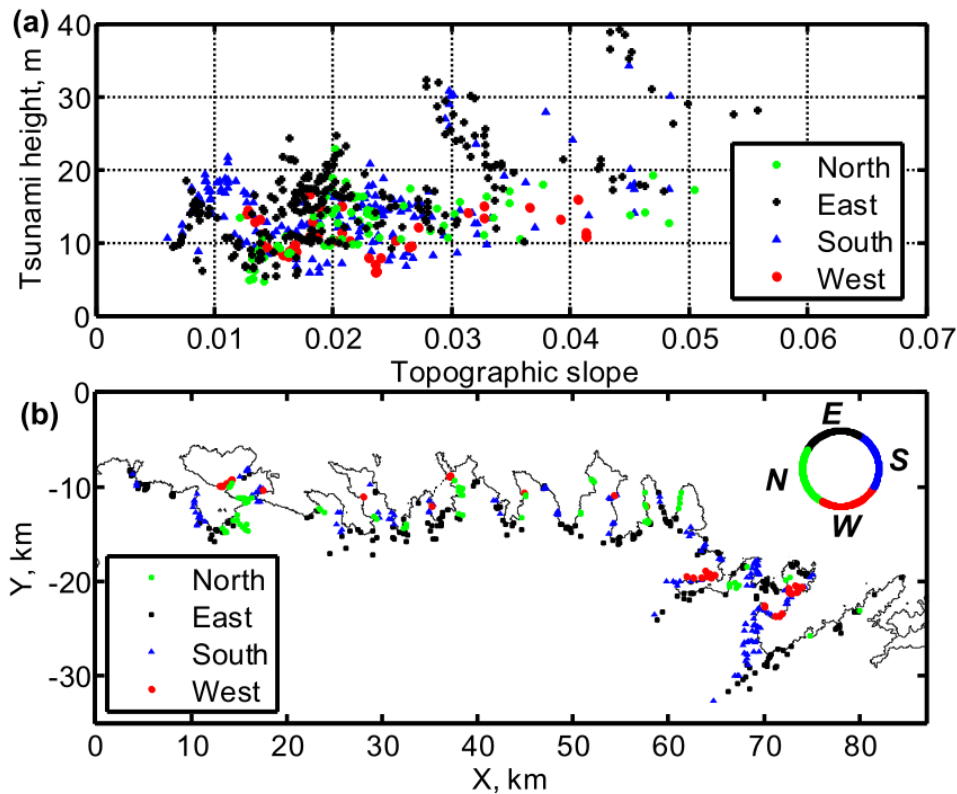 (a)
Tsunami height, m
40
30
20
10
0
0 0.01 0.02 0.03 0.04 0.05 0.06 0.07
Topographic slope
North
East
South
West
(b)
Y, km
0
-10
-20
-30
0 10 20 30 40 50 60 70 80
X, km
E
N S
W
North
East
South
West